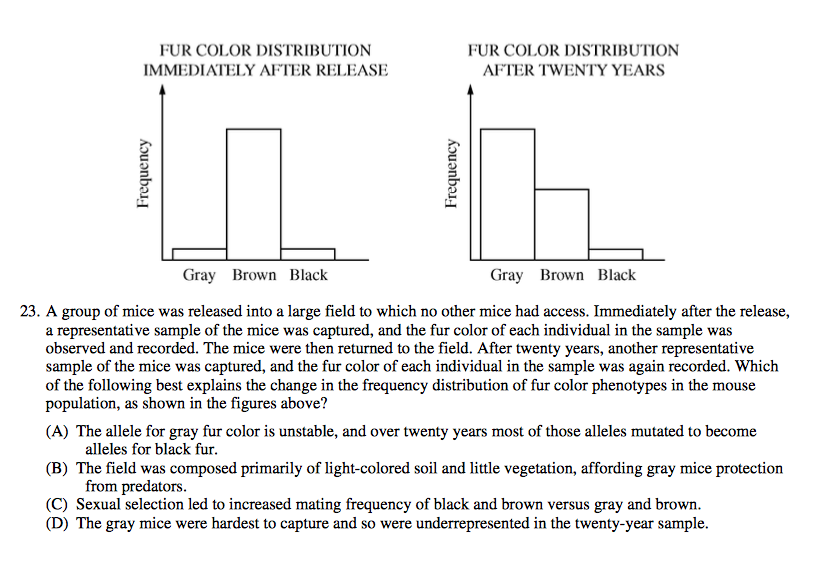 FUR COLOR DISTRIBUTION
IMMEDIATELY AFTER RELEASE
Frequency
Gray Brown Black
FUR COLOR DISTRIBUTION
AFTER TWENTY YEARS
Frequency
Gray Brown Black
23. A group of mice was released into a large field to which no other mice had access. Immediately after the release,
a representative sample of the mice was captured, and the fur color of each individual in the sample was
observed and recorded. The mice were then returned to the field. After twenty years, another representative
sample of the mice was captured, and the fur color of each individual in the sample was again recorded. Which
of the following best explains the change in the frequency distribution of fur color phenotypes in the mouse
population, as shown in the figures above?
(A) The allele for gray fur color is unstable, and over twenty years most of those alleles mutated to become
alleles for black fur.
(B) The field was composed primarily of light-colored soil and little vegetation, affording gray mice protection
from predators.
(C) Sexual selection led to increased mating frequency of black and brown versus gray and brown.
(D) The gray mice were hardest to capture and so were underrepresented in the twenty-year sample.